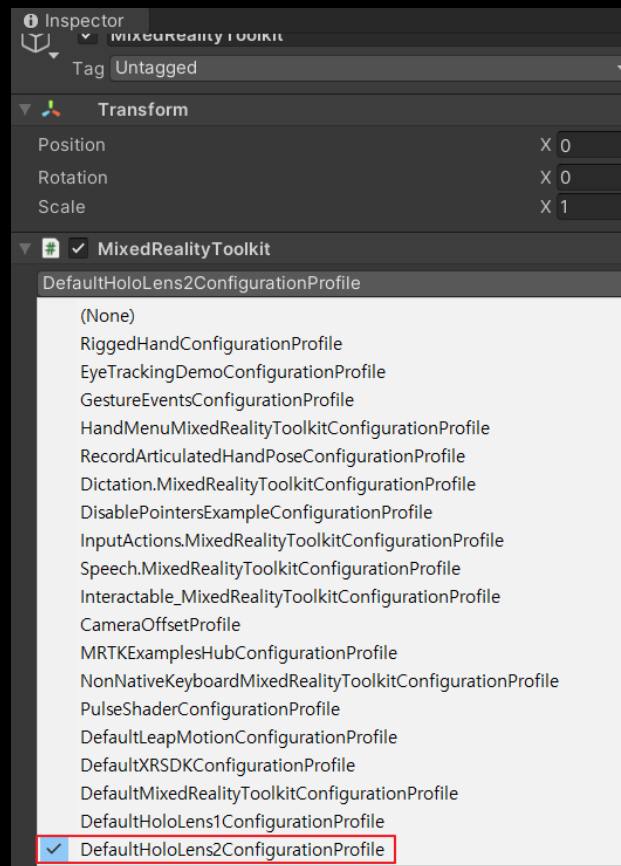 Inspector
MixedRealityToolkit
Tag Untagged
Transform
Position X 0
Rotation X 0
Scale X 1
# MixedRealityToolkit
DefaultHoloLens2ConfigurationProfile
(None)
RiggedHandConfigurationProfile
EyeTrackingDemoConfigurationProfile
GestureEventsConfigurationProfile
HandMenuMixedRealityToolkitConfigurationProfile
RecordArticulatedHandPoseConfigurationProfile
Dictation.MixedRealityToolkitConfigurationProfile
DisablePointersExampleConfigurationProfile
InputActions.MixedRealityToolkitConfigurationProfile
Speech.MixedRealityToolkitConfigurationProfile
Interactable_MixedRealityToolkitConfigurationProfile
CameraOffsetProfile
MRTKExamplesHubConfigurationProfile
NonNativeKeyboardMixedRealityToolkitConfigurationProfile
PulseShaderConfigurationProfile
DefaultLeapMotionConfigurationProfile
DefaultXRSDKConfigurationProfile
DefaultMixedRealityToolkitConfigurationProfile
DefaultHoloLens1ConfigurationProfile
DefaultHoloLens2ConfigurationProfile